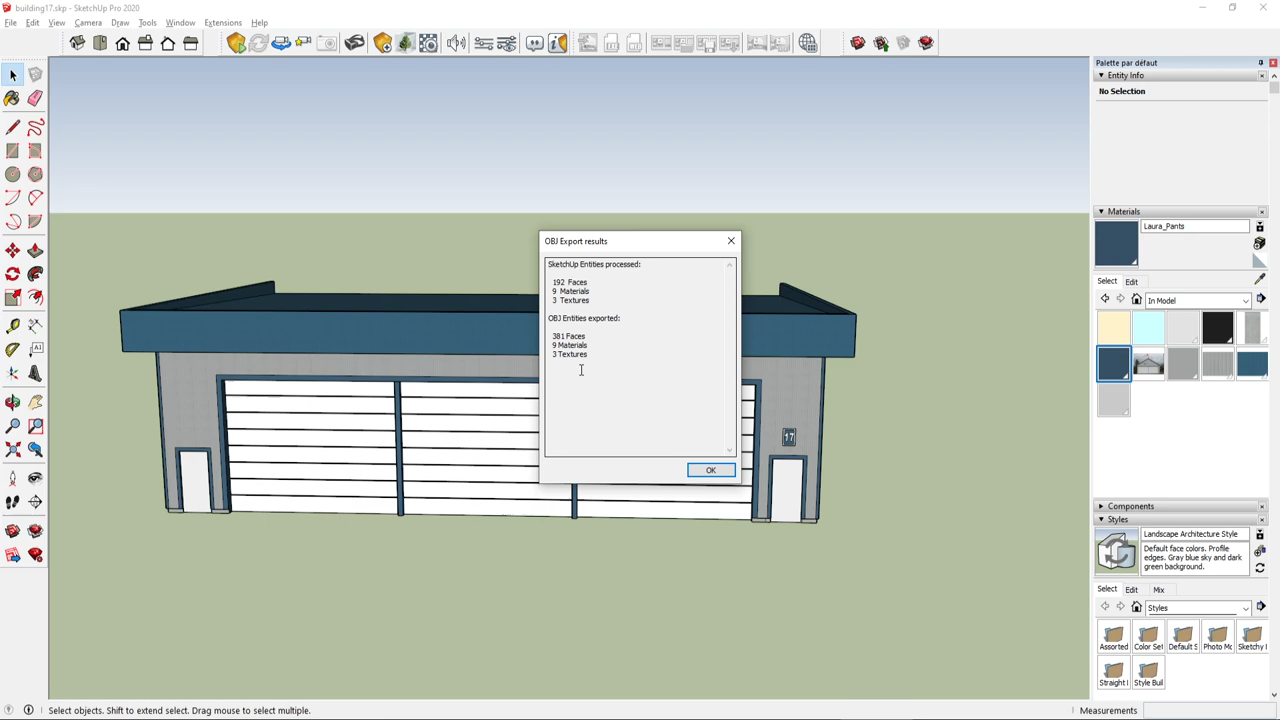 building17.skp - SketchUp Pro 2020
File Edit View Camera Draw Tools Window Extensions Help
Palette par défaut
Entity Info
No Selection
Materials
Laura_Pants
Select Edit
In Model
OBJ Export results
SketchUp Entities processed:
192 Faces
9 Materials
3 Textures
OBJ Entities exported:
381 Faces
9 Materials
3 Textures
OK
17
Components
Styles
Landscape Architecture Style
Default face colors. Profile
edges. Gray blue sky and dark
green background.
Select Edit Mix
Styles
Assorted Color Set Default S Photo Mo Sketchy
Straight Style Buil
Select objects. Shift to extend select. Drag mouse to select multiple.
Measurements